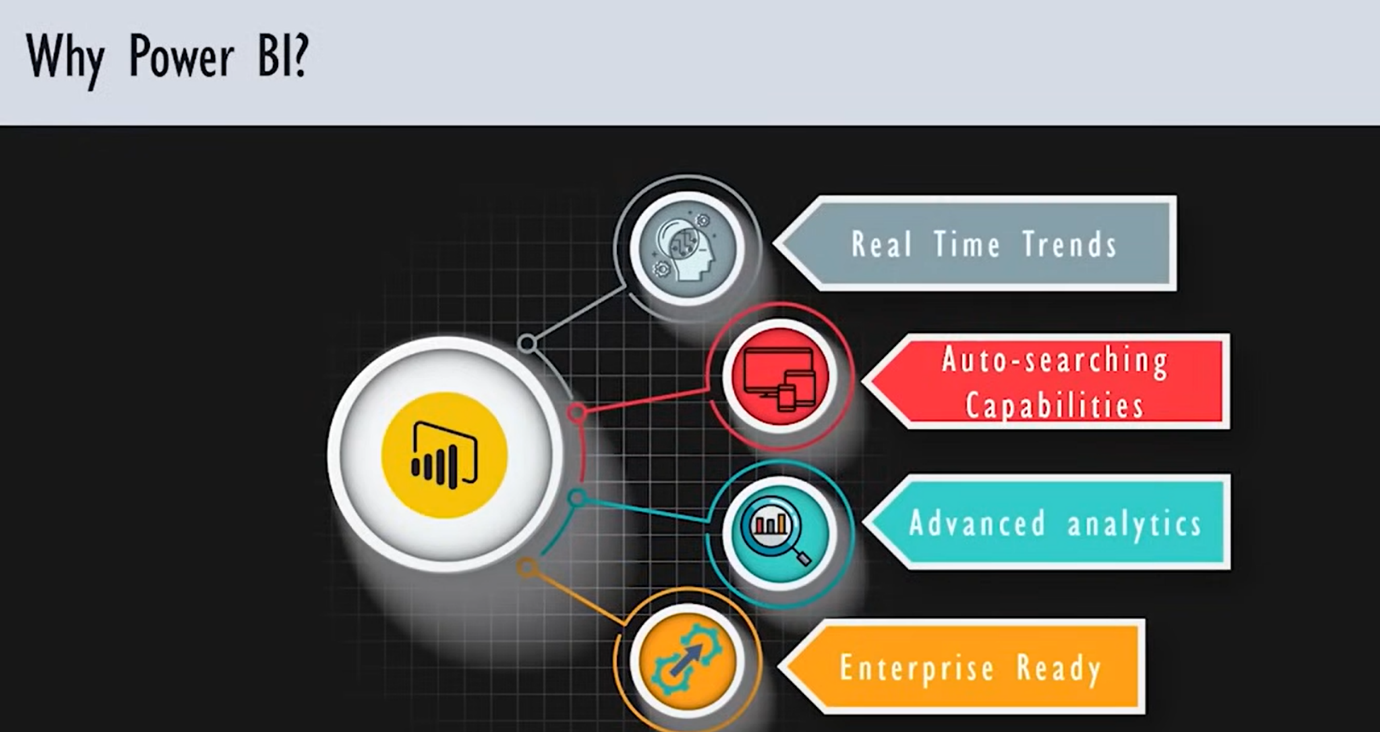 Why Power BI?
Real Time Trends
Auto-searching
Capabilities
Advanced analytics
Enterprise Ready